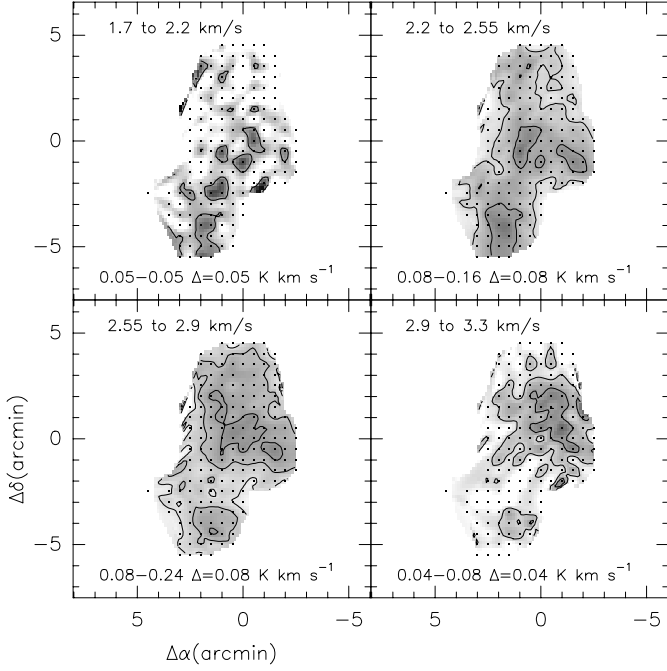 1.7 to 2.2 km/s
2.2 to 2.55 km/s
5
0
−5
0.05−0.05 Δ=0.05 K km s⁻¹
0.08−0.16 Δ=0.08 K km s⁻¹
2.55 to 2.9 km/s
2.9 to 3.3 km/s
5
0
−5
Δδ(arcmin)
0.08−0.24 Δ=0.08 K km s⁻¹
0.04−0.08 Δ=0.04 K km s⁻¹
5 0 −5 5 0 −5
Δα(arcmin)